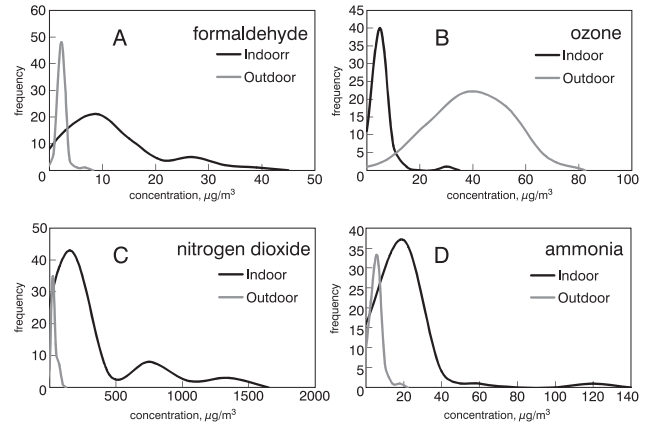 A
formaldehyde
Indoorr
Outdoor
frequency
60
50
40
30
20
10
0
0
10
20
30
40
50
concentration, µg/m³
B
ozone
Indoor
Outdoor
frequency
45
40
35
30
25
20
15
10
5
0
20
40
60
80
100
concentration, µg/m³
C
nitrogen dioxide
Indoor
Outdoor
frequency
50
40
30
20
10
0
500
1000
1500
2000
concentration, µg/m³
D
ammonia
Indoor
Outdoor
frequency
40
35
30
25
20
15
10
5
0
20
40
60
80
100
120
140
concentration, µg/m³